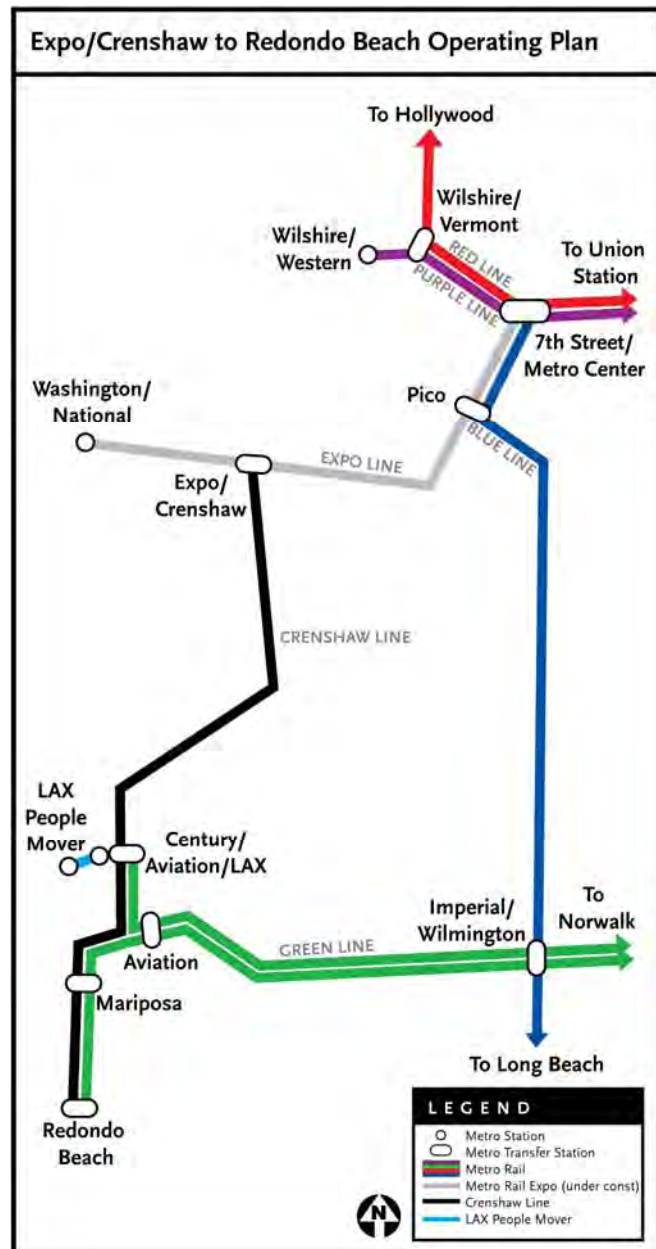 Expo/Crenshaw to Redondo Beach Operating Plan
To Hollywood
Wilshire/
Vermont
Wilshire/
Western
RED LINE
PURPLE LINE
To Union
Station
7th Street/
Metro Center
Washington/
National
Pico
BLUE LINE
EXPO LINE
Expo/
Crenshaw
CRENSHAW LINE
LAX
People
Mover
Century/
Aviation/LAX
Imperial/
Wilmington
To
Norwalk
Aviation
GREEN LINE
Mariposa
To Long Beach
Redondo
Beach
LEGEND
Metro Station
Metro Transfer Station
Metro Rail
Metro Rail Expo (under const)
Crenshaw Line
LAX People Mover
N